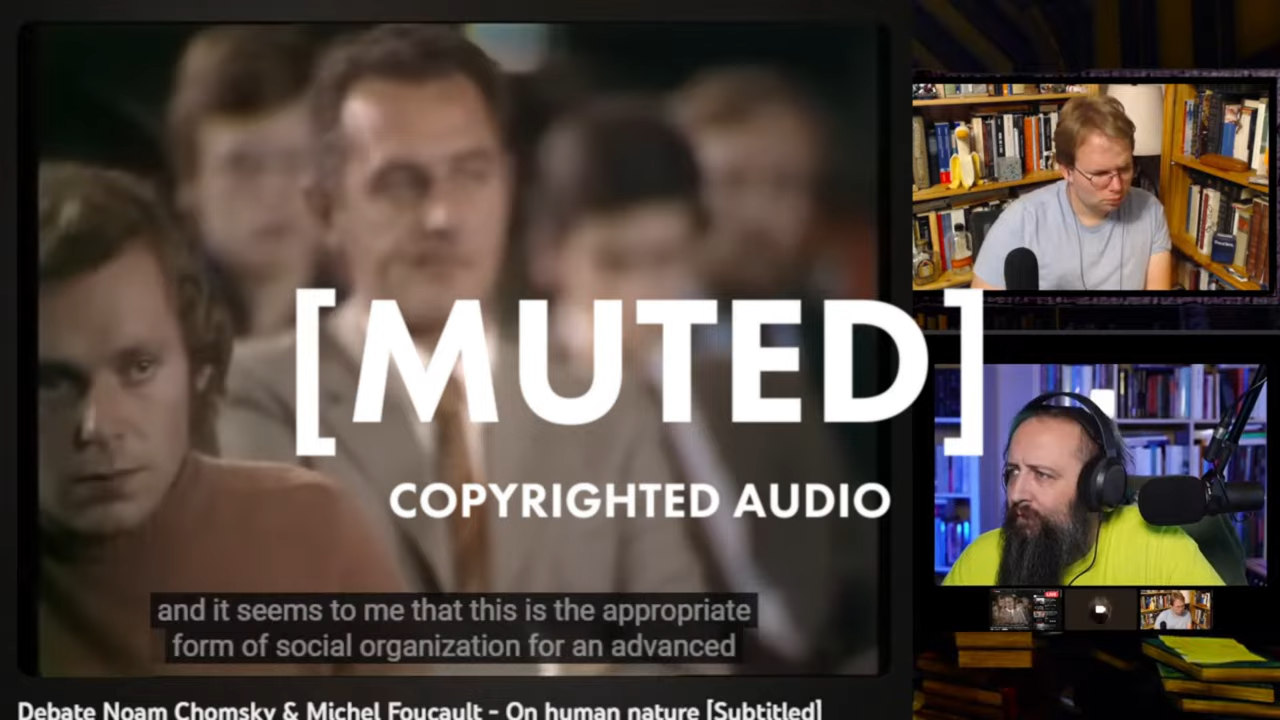 [MUTED]
COPYRIGHTED AUDIO
and it seems to me that this is the appropriate
form of social organization for an advanced
Debate Noam Chomsky & Michel Foucault - On human nature [Subtitled]
LIVE